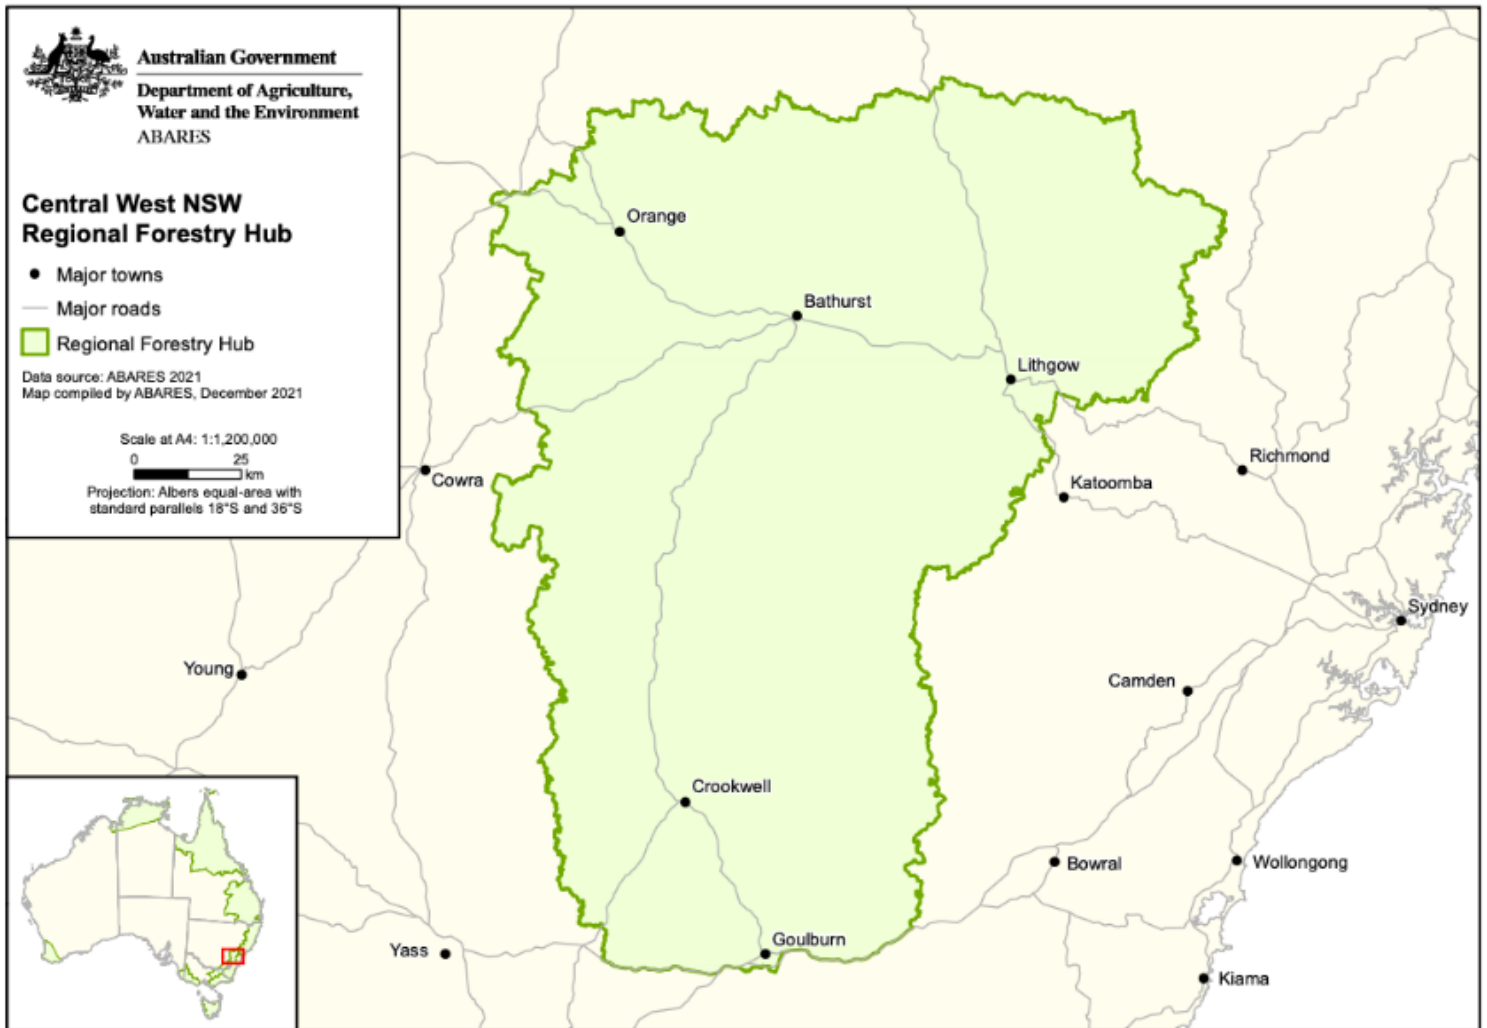 Australian Government
Department of Agriculture,
Water and the Environment
ABARES
Central West NSW
Regional Forestry Hub
Major towns
Major roads
Regional Forestry Hub
Data source: ABARES 2021
Map compiled by ABARES, December 2021
Scale at A4: 1:1,200,000
0 25
km
Projection: Albers equal-area with
standard parallels 18°S and 36°S
Orange
Bathurst
Lithgow
Richmond
Cowra
Katoomba
Sydney
Young
Camden
Crookwell
Bowral
Wollongong
Goulburn
Yass
Kiama